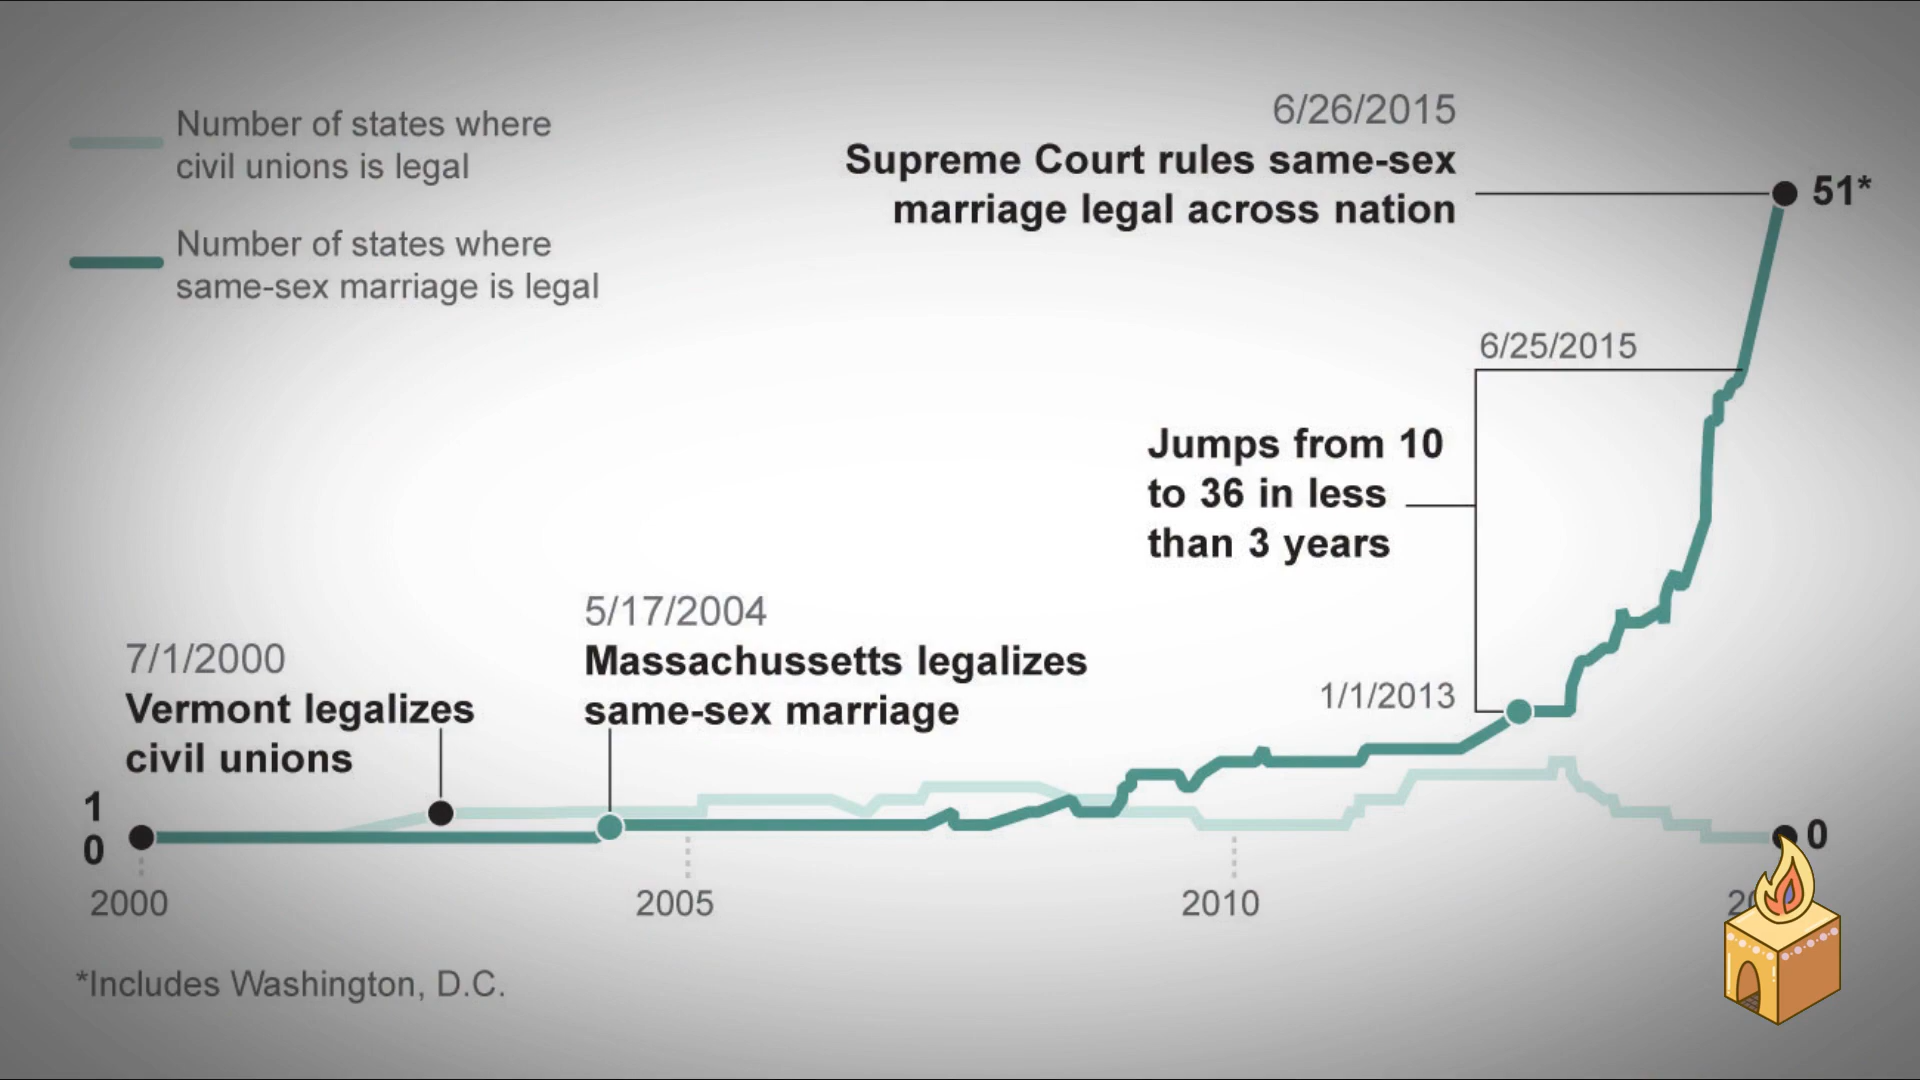 Number of states where
civil unions is legal
Number of states where
same-sex marriage is legal
6/26/2015
Supreme Court rules same-sex
marriage legal across nation
51*
6/25/2015
Jumps from 10
to 36 in less
than 3 years
1/1/2013
5/17/2004
Massachussetts legalizes
same-sex marriage
7/1/2000
Vermont legalizes
civil unions
1
0
0
2000
2005
2010
*Includes Washington, D.C.